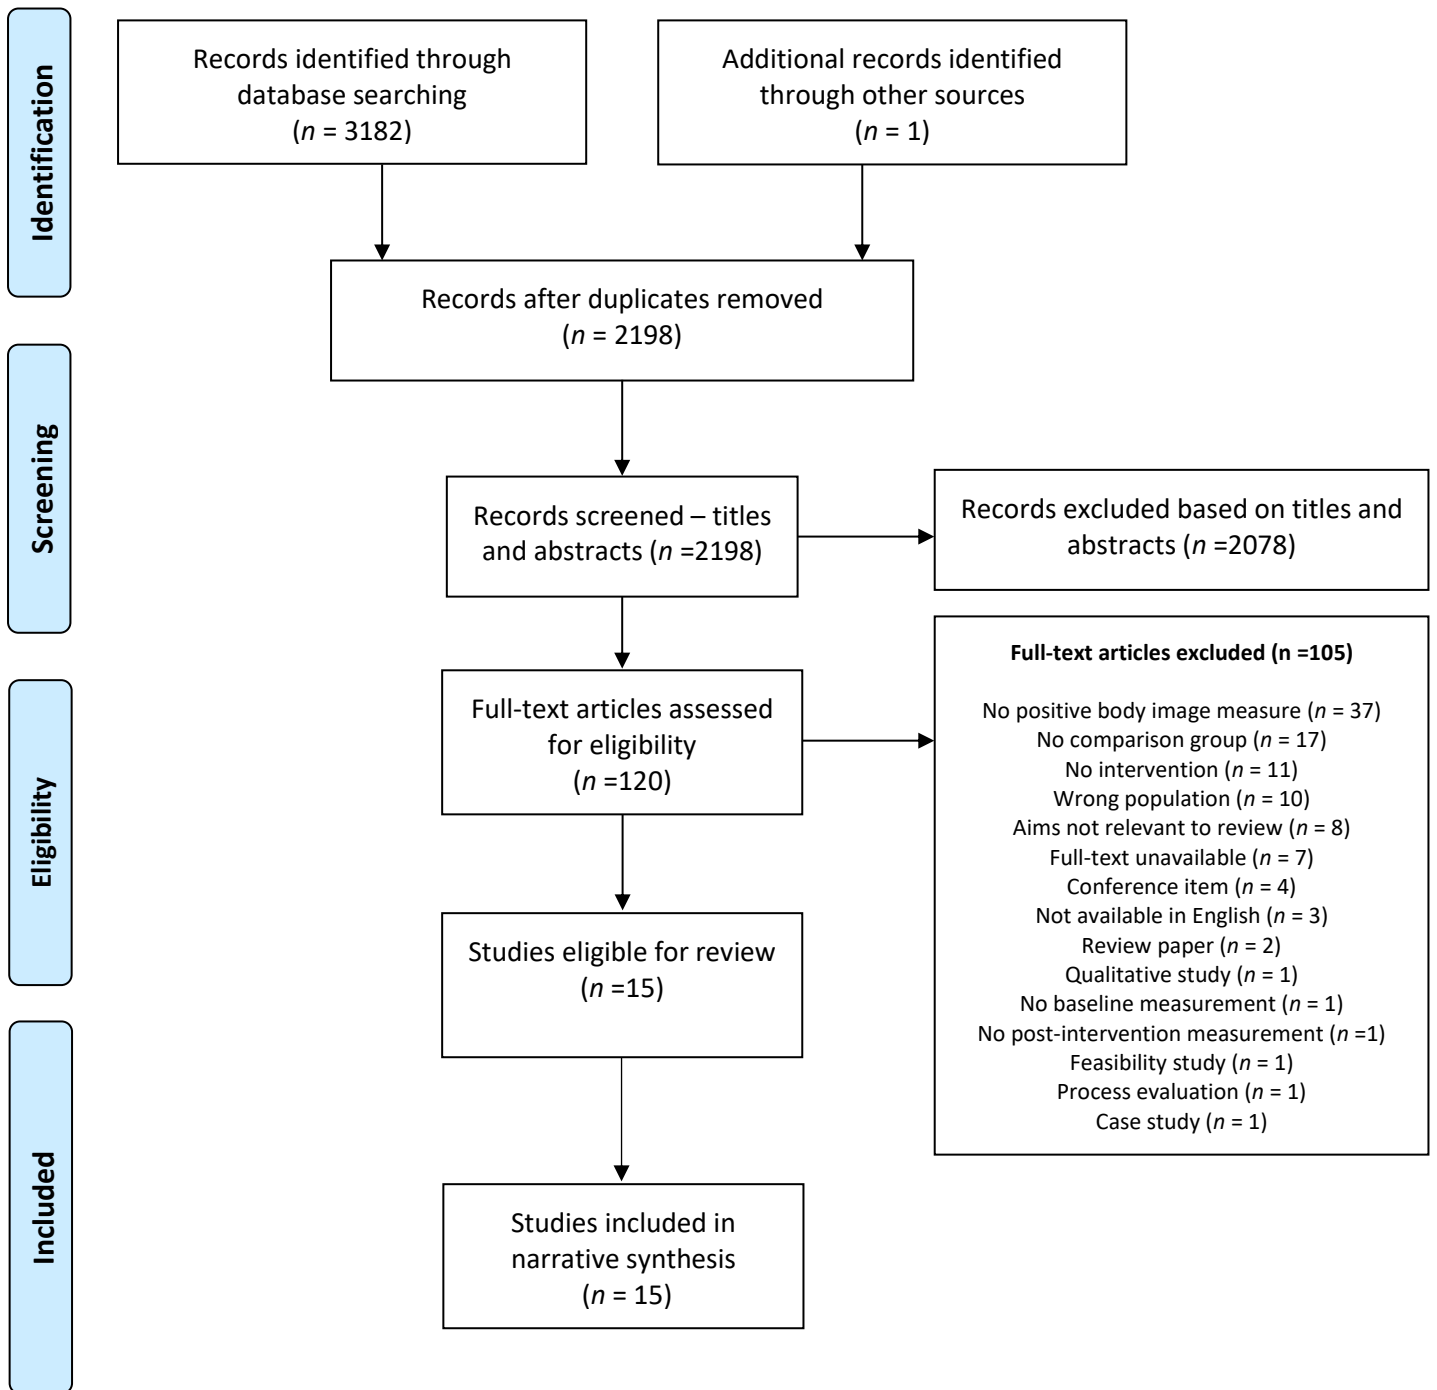 Identification
Records identified through
database searching
(n = 3182)
Additional records identified
through other sources
(n = 1)
Records after duplicates removed
(n = 2198)
Screening
Records screened – titles
and abstracts (n =2198)
Records excluded based on titles and
abstracts (n =2078)
Eligibility
Full-text articles assessed
for eligibility
(n =120)
Full-text articles excluded (n =105)
No positive body image measure (n = 37)
No comparison group (n = 17)
No intervention (n = 11)
Wrong population (n = 10)
Aims not relevant to review (n = 8)
Full-text unavailable (n = 7)
Conference item (n = 4)
Not available in English (n = 3)
Review paper (n = 2)
Qualitative study (n = 1)
No baseline measurement (n = 1)
No post-intervention measurement (n =1)
Feasibility study (n = 1)
Process evaluation (n = 1)
Case study (n = 1)
Studies eligible for review
(n =15)
Included
Studies included in
narrative synthesis
(n = 15)